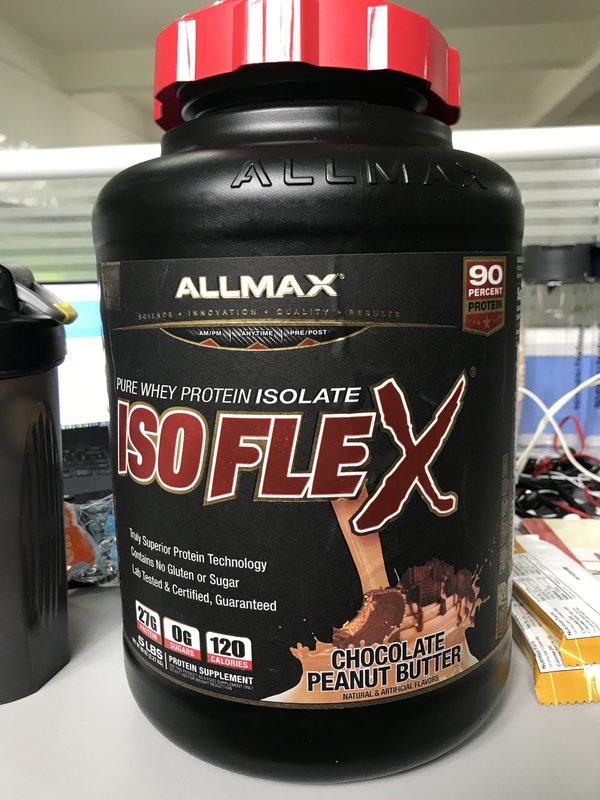 ALLMAX
ALLMAX®
SCIENCE • INNOVATION • QUALITY • RESULTS
AM/PM ANYTIME PRE/POST
90
PERCENT
PROTEIN
PURE WHEY PROTEIN ISOLATE
ISOFLEX®
Truly Superior Protein Technology
Contains No Gluten or Sugar
Lab Tested & Certified, Guaranteed
27G
PROTEIN
0G
SUGARS
120
CALORIES
5 LBS
PROTEIN SUPPLEMENT
CHOCOLATE
PEANUT BUTTER
NATURAL & ARTIFICIAL FLAVORS